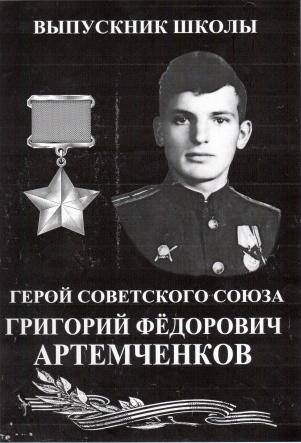 ВЫПУСКНИК ШКОЛЫ
ГЕРОЙ СОВЕТСКОГО СОЮЗА
ГРИГОРИЙ ФЁДОРОВИЧ
АРТЕМЧЕНКОВ